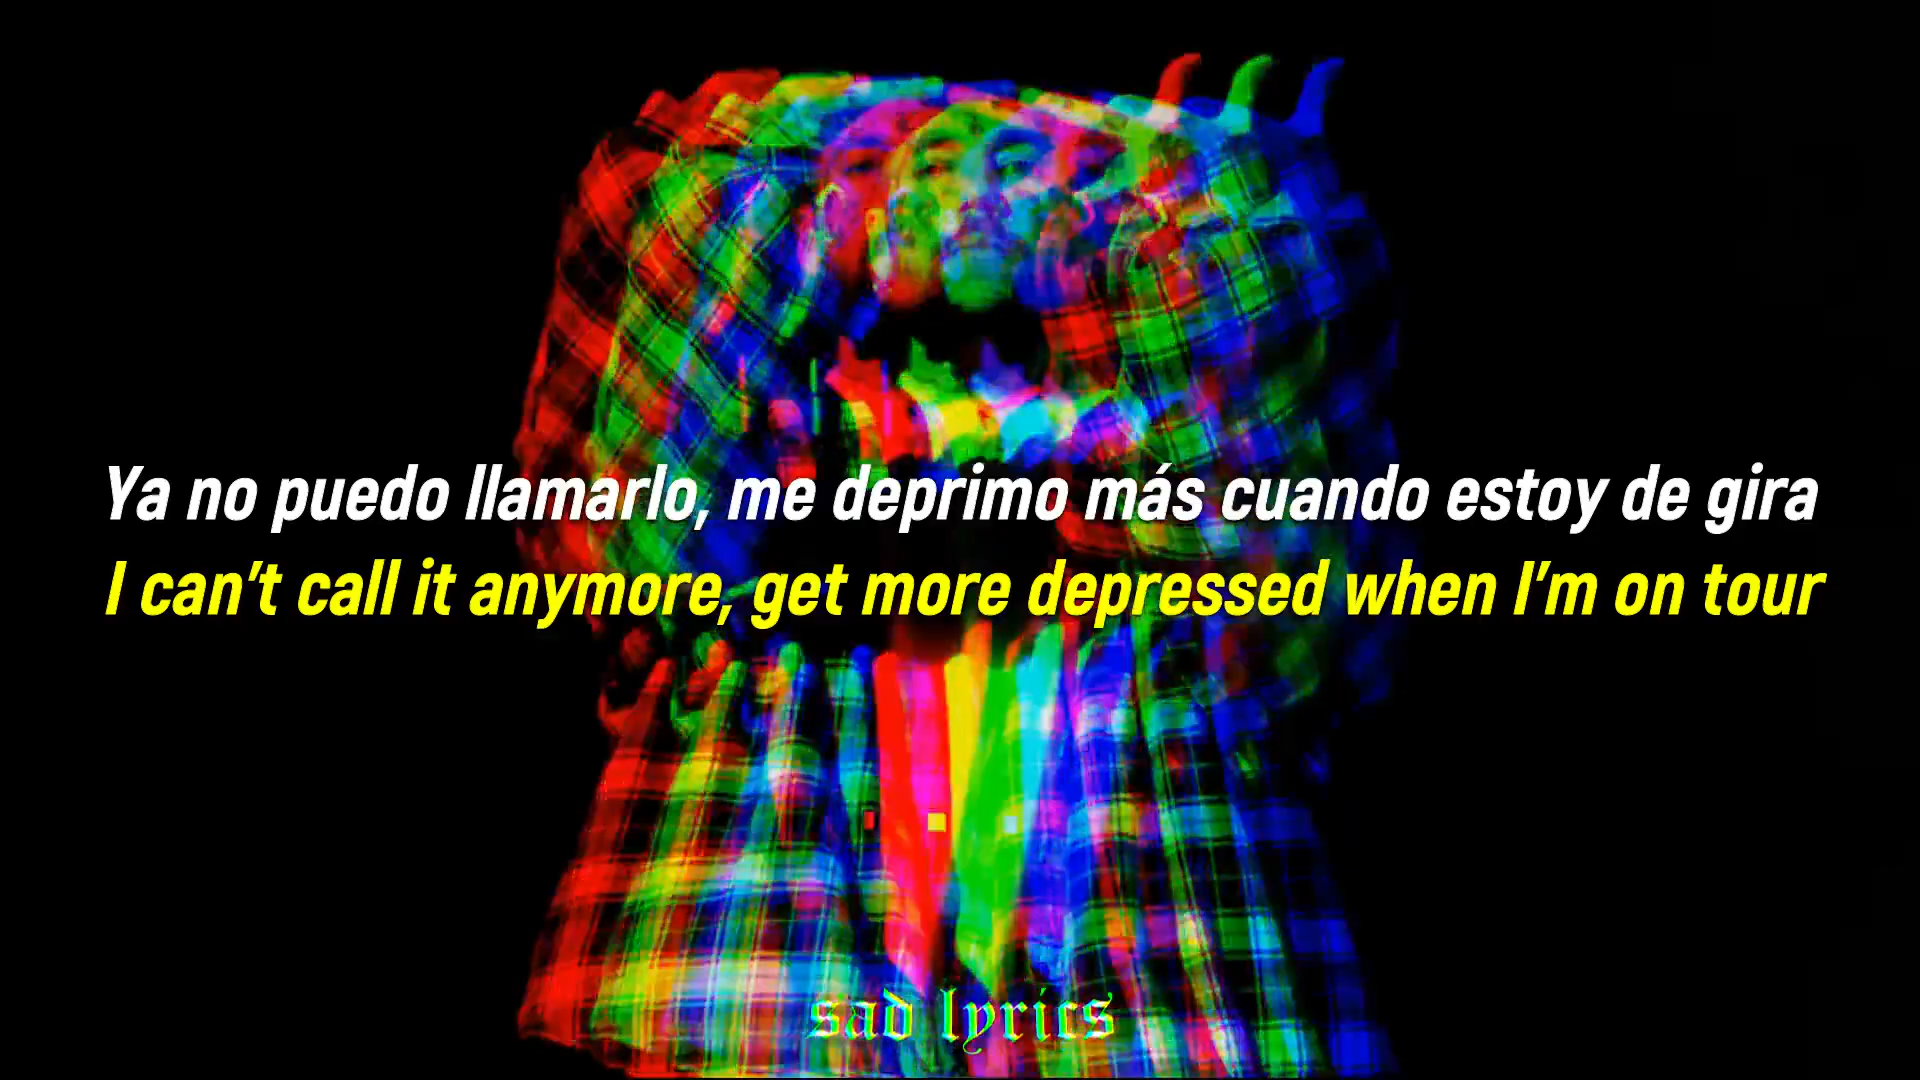 Ya no puedo llamarlo, me deprimo más cuando estoy de gira
I can't call it anymore, get more depressed when I'm on tour
sad lyrics